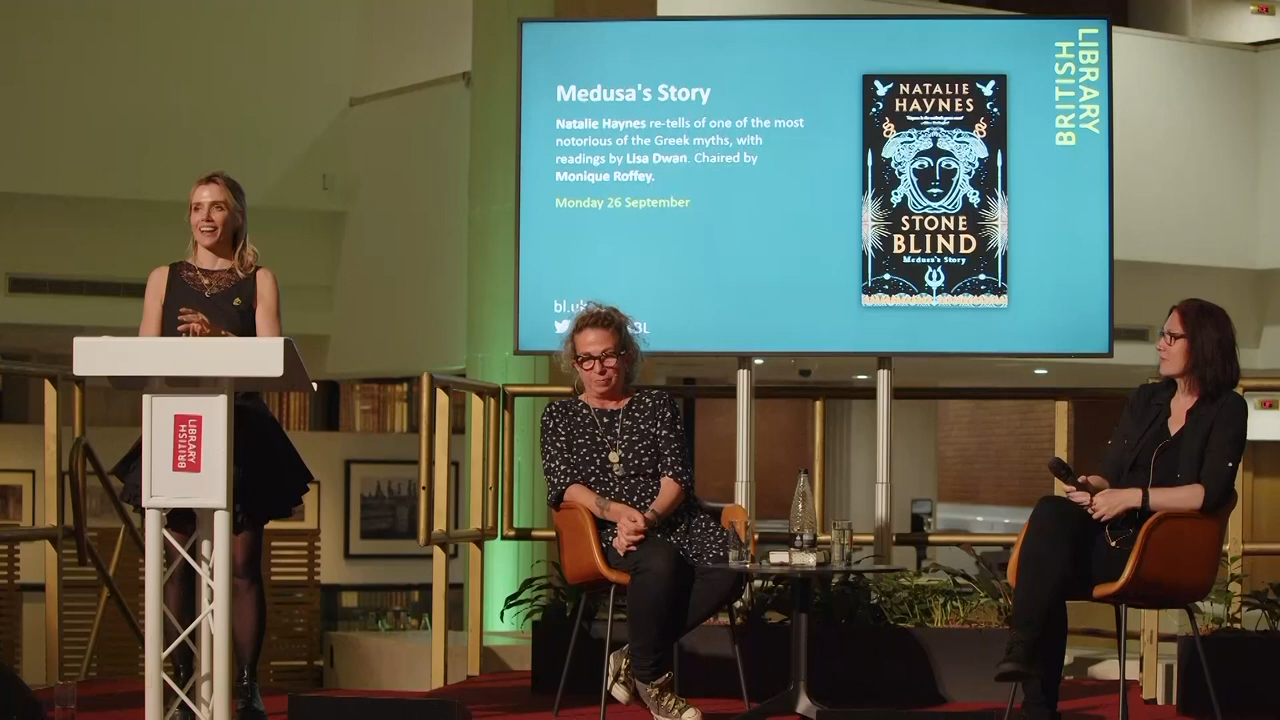 Medusa's Story
Natalie Haynes re-tells of one of the most
notorious of the Greek myths, with
readings by Lisa Dwan. Chaired by
Monique Roffey.
Monday 26 September
bl.uk
BL
NATALIE
HAYNES
STONE
BLIND
Medusa's Story
LIBRARY
BRITISH
LIBRARY
BRITISH